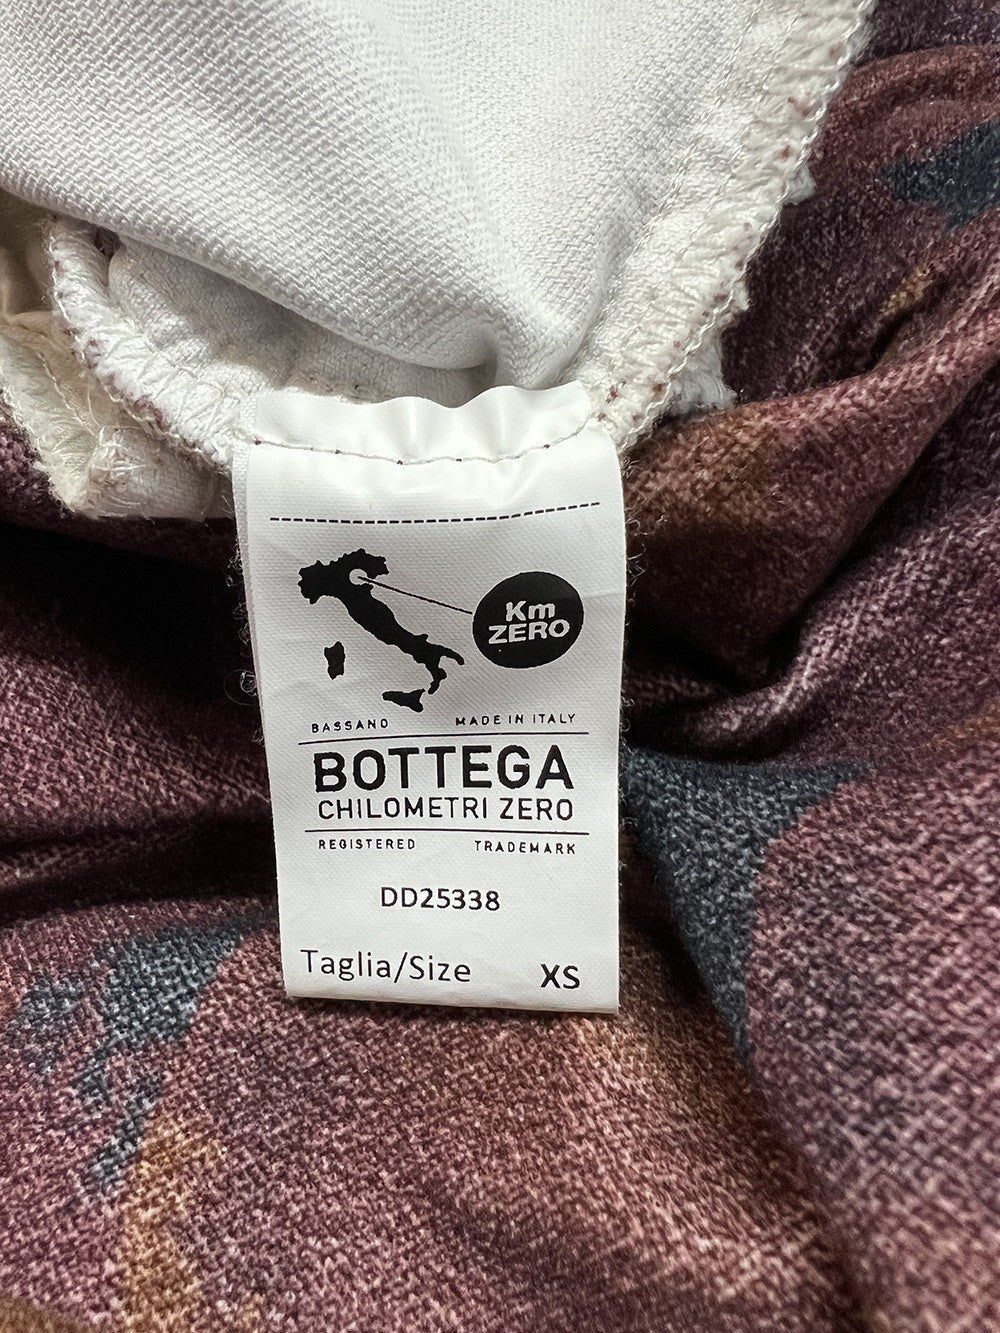 Km
ZERO
BASSANO MADE IN ITALY
BOTTEGA
CHILOMETRI ZERO
REGISTERED TRADEMARK
DD25338
Taglia/Size XS